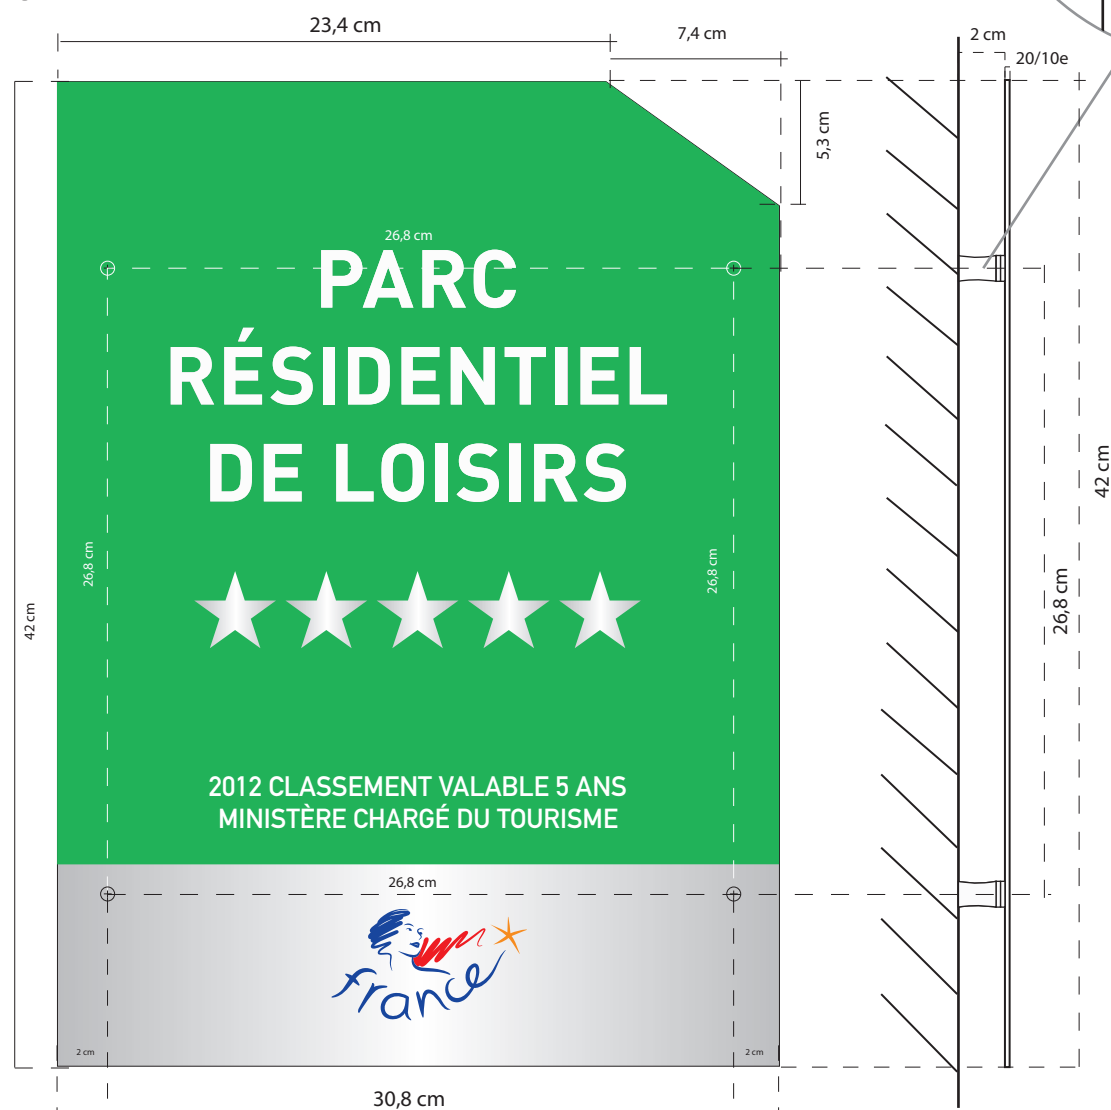 23,4 cm
7,4 cm
2 cm
20/10e
5,3 cm
26,8 cm
PARC
RÉSIDENTIEL
DE LOISIRS
42 cm
26,8 cm
26,8 cm
26,8 cm
42 cm
2012 CLASSEMENT VALABLE 5 ANS
MINISTÈRE CHARGÉ DU TOURISME
26,8 cm
france
2 cm
2 cm
30,8 cm